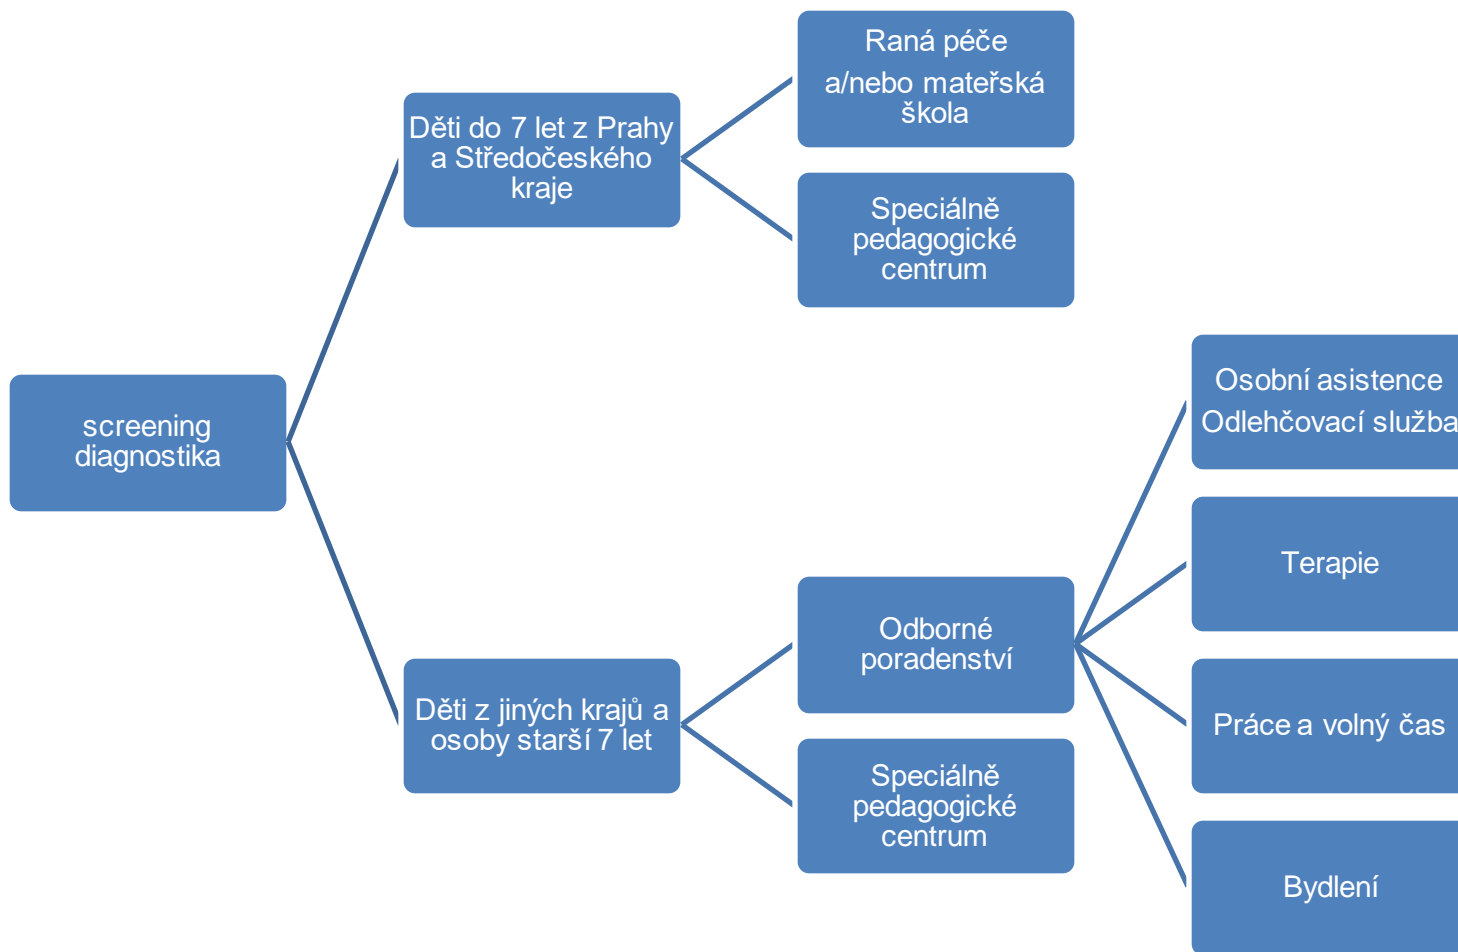 screening
diagnostika
Děti do 7 let z Prahy
a Středočeského
kraje
Raná péče
a/nebo mateřská
škola
Speciálně
pedagogické
centrum
Děti z jiných krajů a
osoby starší 7 let
Odborné
poradenství
Speciálně
pedagogické
centrum
Osobní asistence
Odlehčovací služba
Terapie
Práce a volný čas
Bydlení